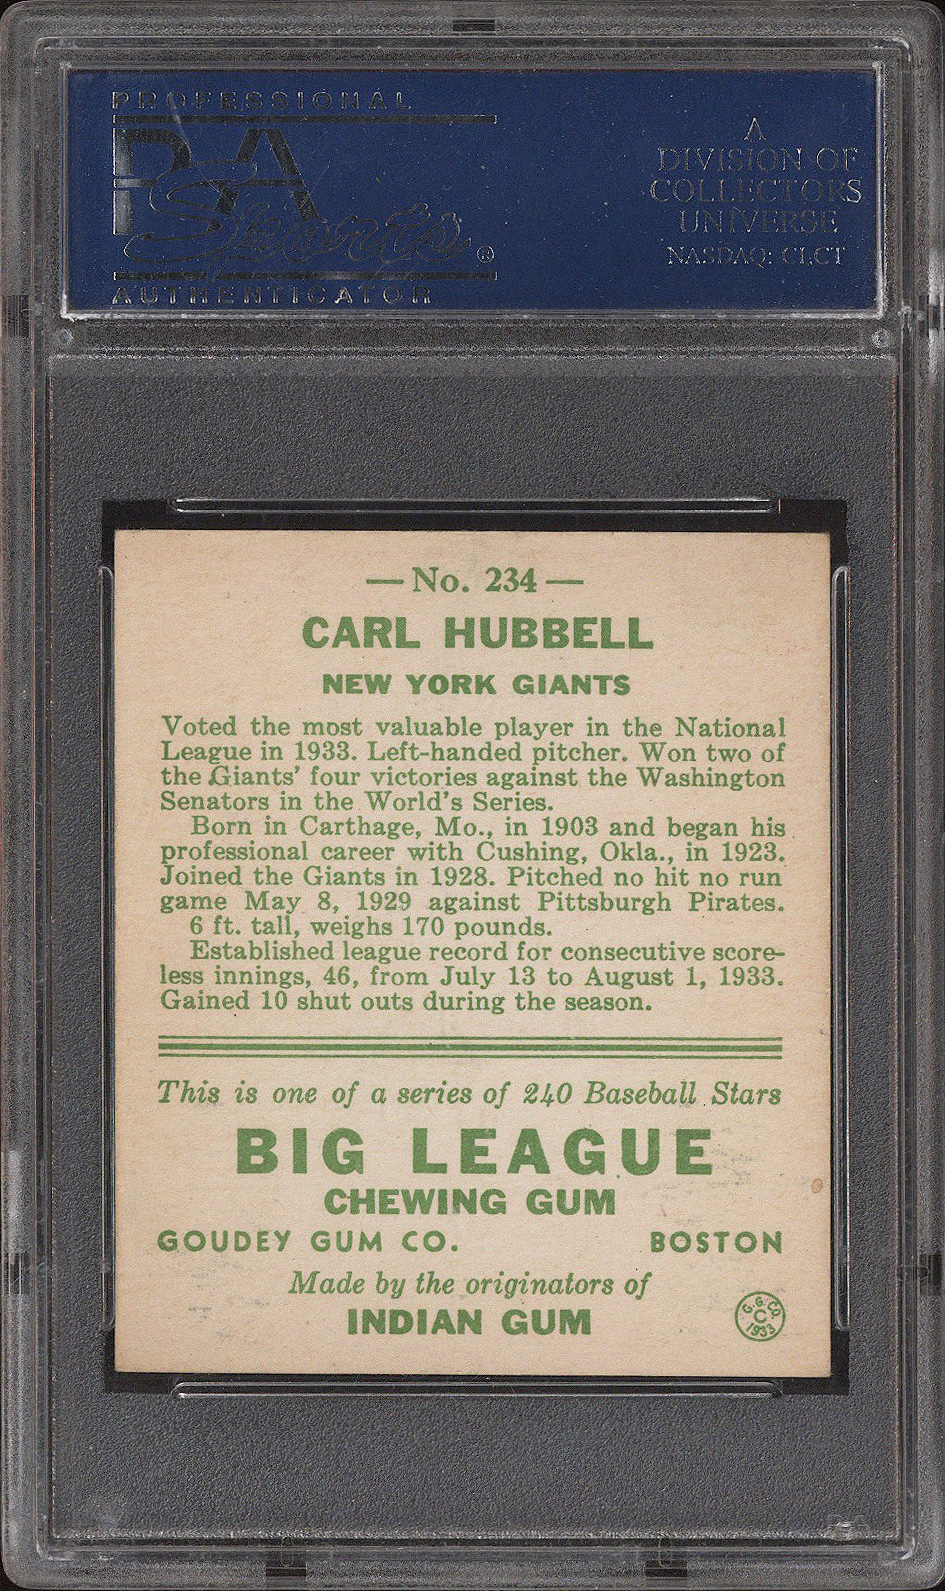 PROFESSIONAL
PSA
Sports®
AUTHENTICATOR
A
DIVISION OF
COLLECTORS
UNIVERSE
NASDAQ: CLCT
— No. 234 —
CARL HUBBELL
NEW YORK GIANTS
Voted the most valuable player in the National
League in 1933. Left-handed pitcher. Won two of
the Giants' four victories against the Washington
Senators in the World's Series.
Born in Carthage, Mo., in 1903 and began his
professional career with Cushing, Okla., in 1923.
Joined the Giants in 1928. Pitched no hit no run
game May 8, 1929 against Pittsburgh Pirates.
6 ft. tall, weighs 170 pounds.
Established league record for consecutive score-
less innings, 46, from July 13 to August 1, 1933.
Gained 10 shut outs during the season.
This is one of a series of 240 Baseball Stars
BIG LEAGUE
CHEWING GUM
GOUDEY GUM CO. BOSTON
Made by the originators of
INDIAN GUM
G.G.CO.
C
1933